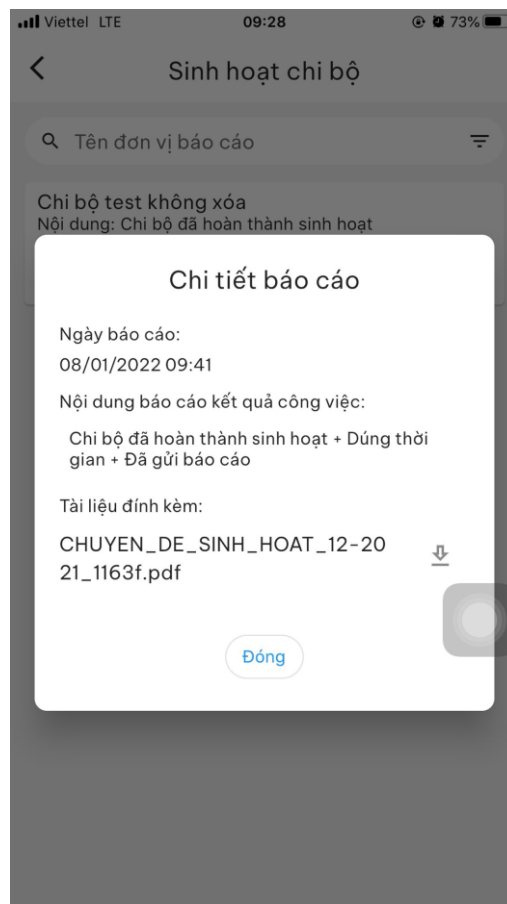 Viettel LTE 09:28 73%
Sinh hoạt chi bộ
Tên đơn vị báo cáo
Chi bộ test không xóa
Nội dung: Chi bộ đã hoàn thành sinh hoạt
Chi tiết báo cáo
Ngày báo cáo:
08/01/2022 09:41
Nội dung báo cáo kết quả công việc:
Chi bộ đã hoàn thành sinh hoạt + Dúng thời
gian + Đã gửi báo cáo
Tài liệu đính kèm:
CHUYEN_DE_SINH_HOAT_12-20
21_1163f.pdf
Đóng